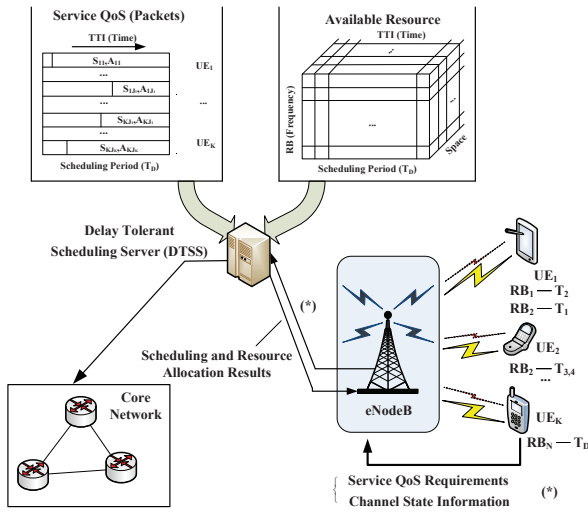 Service QoS (Packets)
TTI (Time)
S11,A11
UE1
...
S1J1,A1J1
...
...
SKJ1,AKJ1
...
SKJk,AKJk
UEK
Scheduling Period (TD)
Available Resource
TTI (Time)
...
RB (Frequency)
...
...
Space
Scheduling Period (TD)
Delay Tolerant
Scheduling Server (DTSS)
(*)
Scheduling and Resource
Allocation Results
Core
Network
eNodeB
UE1
RB1 — T2
RB2 — T1
UE2
RB2 — T3,4
...
UEK
RBN — TD
Service QoS Requirements
Channel State Information (*)